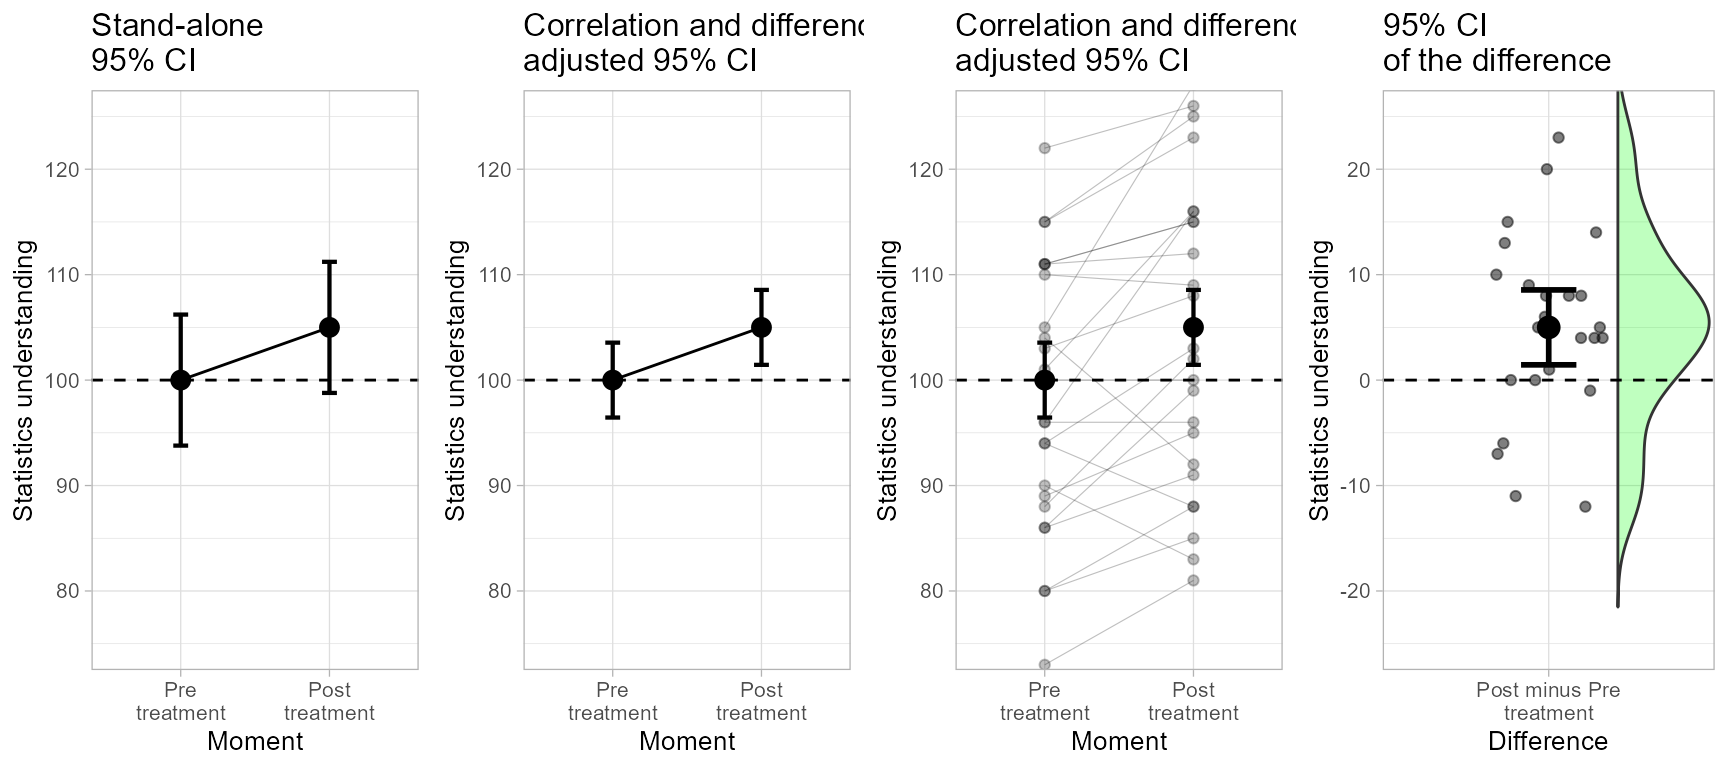 Stand-alone
95% CI
120
110
100
90
80
Statistics understanding
Pre
treatment
Post
treatment
Moment
Correlation and differenc
adjusted 95% CI
120
110
100
90
80
Statistics understanding
Pre
treatment
Post
treatment
Moment
Correlation and differenc
adjusted 95% CI
120
110
100
90
80
Statistics understanding
Pre
treatment
Post
treatment
Moment
95% CI
of the difference
20
10
0
-10
-20
Statistics understanding
Post minus Pre
treatment
Difference